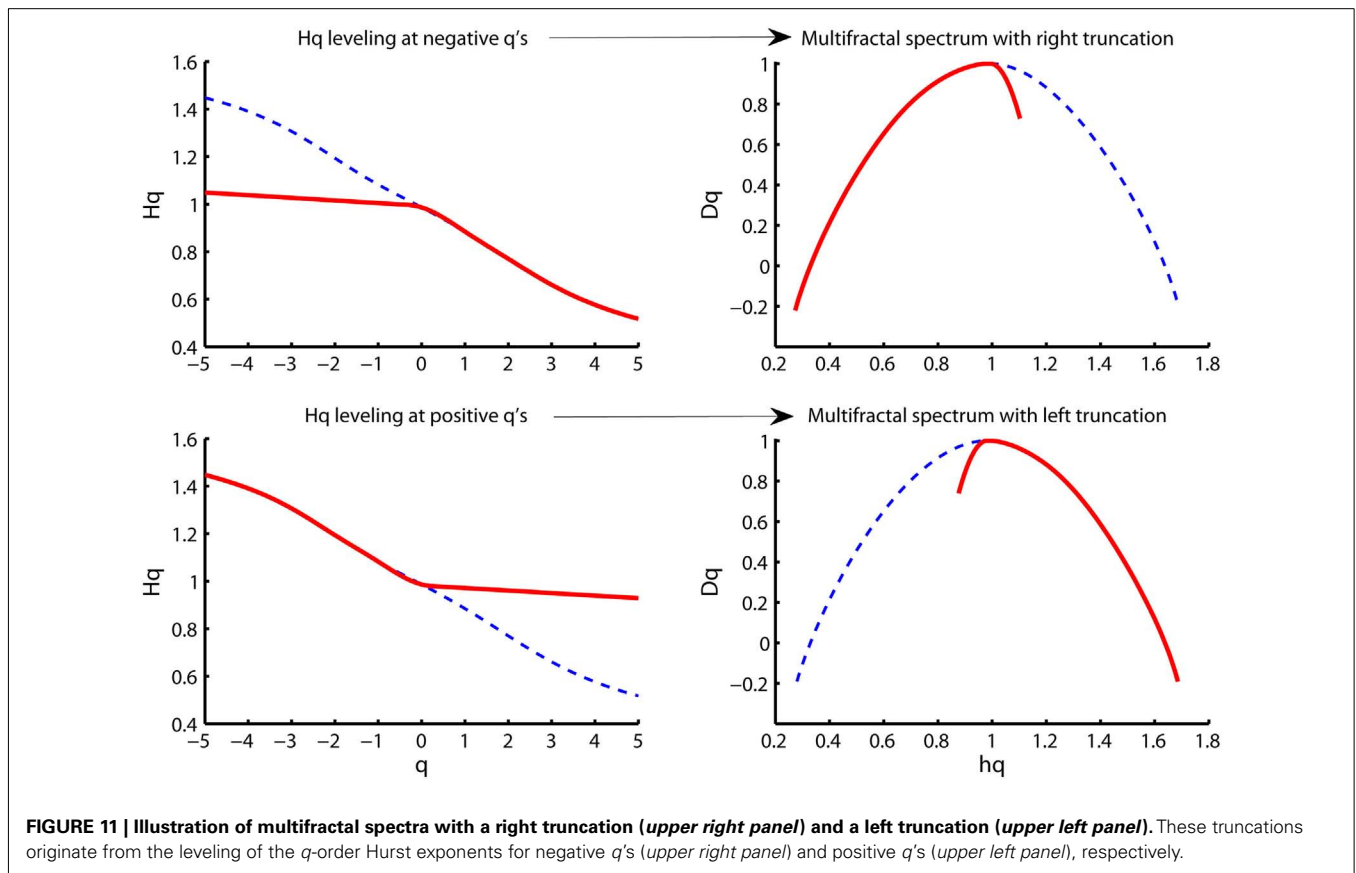 Hq leveling at negative q's
Multifractal spectrum with right truncation
1.6
1.4
1.2
1
0.8
0.6
0.4
Hq
−5 −4 −3 −2 −1 0 1 2 3 4 5
1
0.8
0.6
0.4
0.2
0
−0.2
Dq
0.2 0.4 0.6 0.8 1 1.2 1.4 1.6 1.8
Hq leveling at positive q's
Multifractal spectrum with left truncation
1.6
1.4
1.2
1
0.8
0.6
0.4
Hq
−5 −4 −3 −2 −1 0 1 2 3 4 5
q
1
0.8
0.6
0.4
0.2
0
−0.2
Dq
0.2 0.4 0.6 0.8 1 1.2 1.4 1.6 1.8
hq
FIGURE 11 | Illustration of multifractal spectra with a right truncation (upper right panel) and a left truncation (upper left panel). These truncations
originate from the leveling of the q-order Hurst exponents for negative q's (upper right panel) and positive q's (upper left panel), respectively.